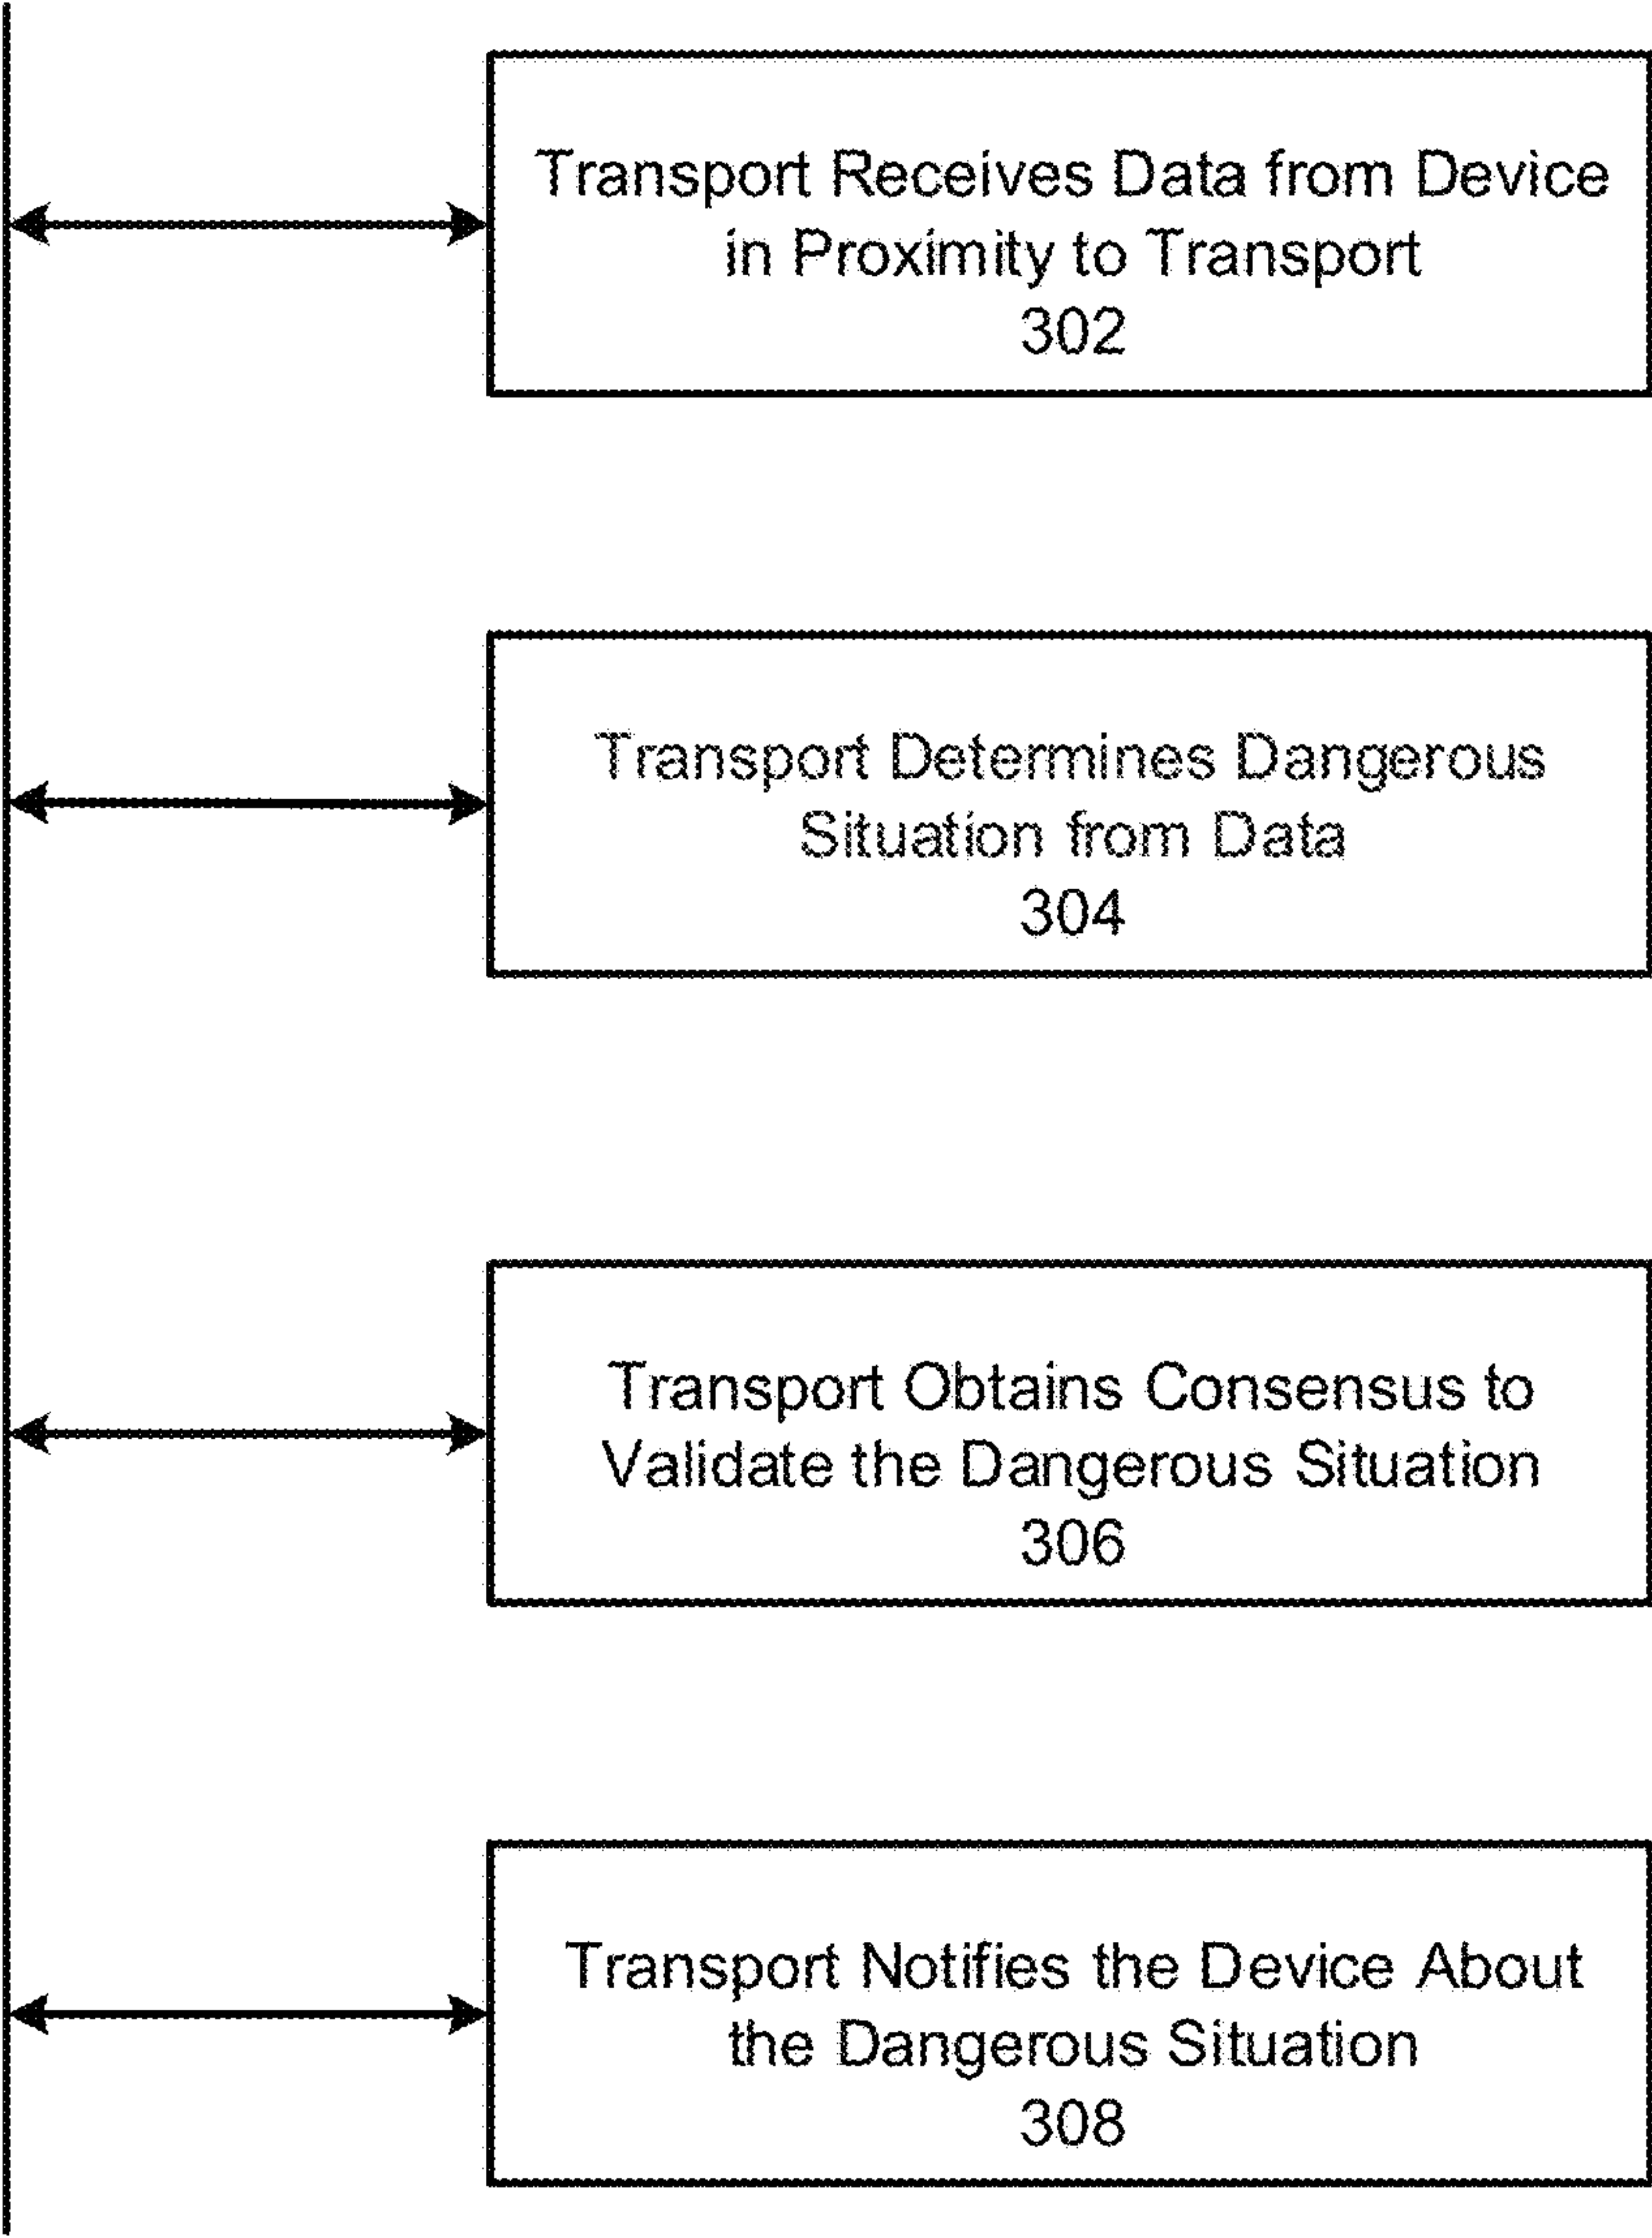 Transport Receives Data from Device
in Proximity to Transport
302
Transport Determines Dangerous
Situation from Data
304
Transport Obtains Consensus to
Validate the Dangerous Situation
306
Transport Notifies the Device About
the Dangerous Situation
308